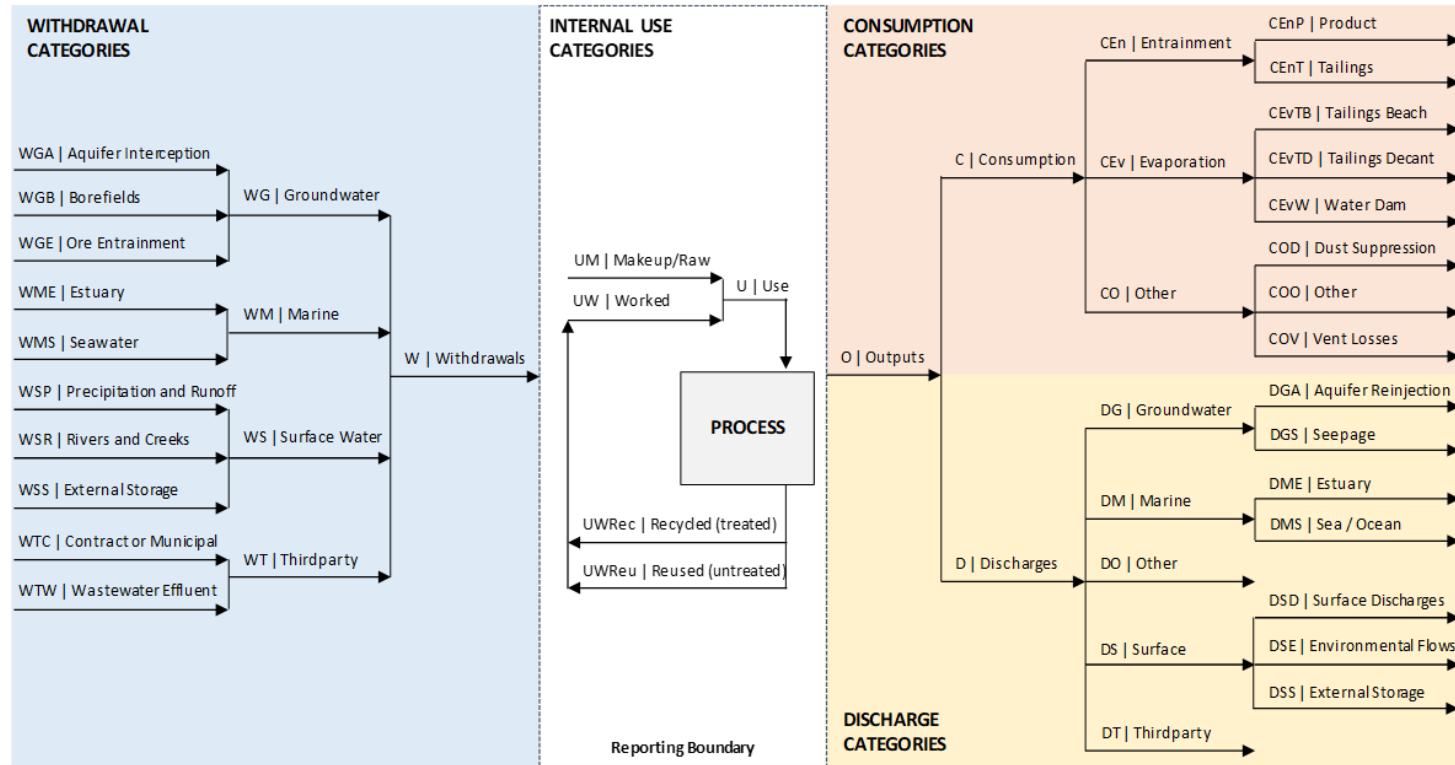 WITHDRAWAL
CATEGORIES
WGA | Aquifer Interception
WGB | Borefields
WG | Groundwater
WGE | Ore Entrainment
WME | Estuary
WM | Marine
WMS | Seawater
W | Withdrawals
WSP | Precipitation and Runoff
WSR | Rivers and Creeks
WS | Surface Water
WSS | External Storage
WTC | Contract or Municipal
WT | Thirdparty
WTW | Wastewater Effluent
INTERNAL USE
CATEGORIES
UM | Makeup/Raw
U | Use
UW | Worked
PROCESS
UWRec | Recycled (treated)
UWReu | Reused (untreated)
Reporting Boundary
CONSUMPTION
CATEGORIES
O | Outputs
C | Consumption
CEn | Entrainment
CEnP | Product
CEnT | Tailings
CEv | Evaporation
CEvTB | Tailings Beach
CEvTD | Tailings Decant
CEvW | Water Dam
CO | Other
COD | Dust Suppression
COO | Other
COV | Vent Losses
D | Discharges
DG | Groundwater
DGA | Aquifer Reinjection
DGS | Seepage
DM | Marine
DME | Estuary
DMS | Sea / Ocean
DO | Other
DS | Surface
DSD | Surface Discharges
DSE | Environmental Flows
DSS | External Storage
DT | Thirdparty
DISCHARGE
CATEGORIES